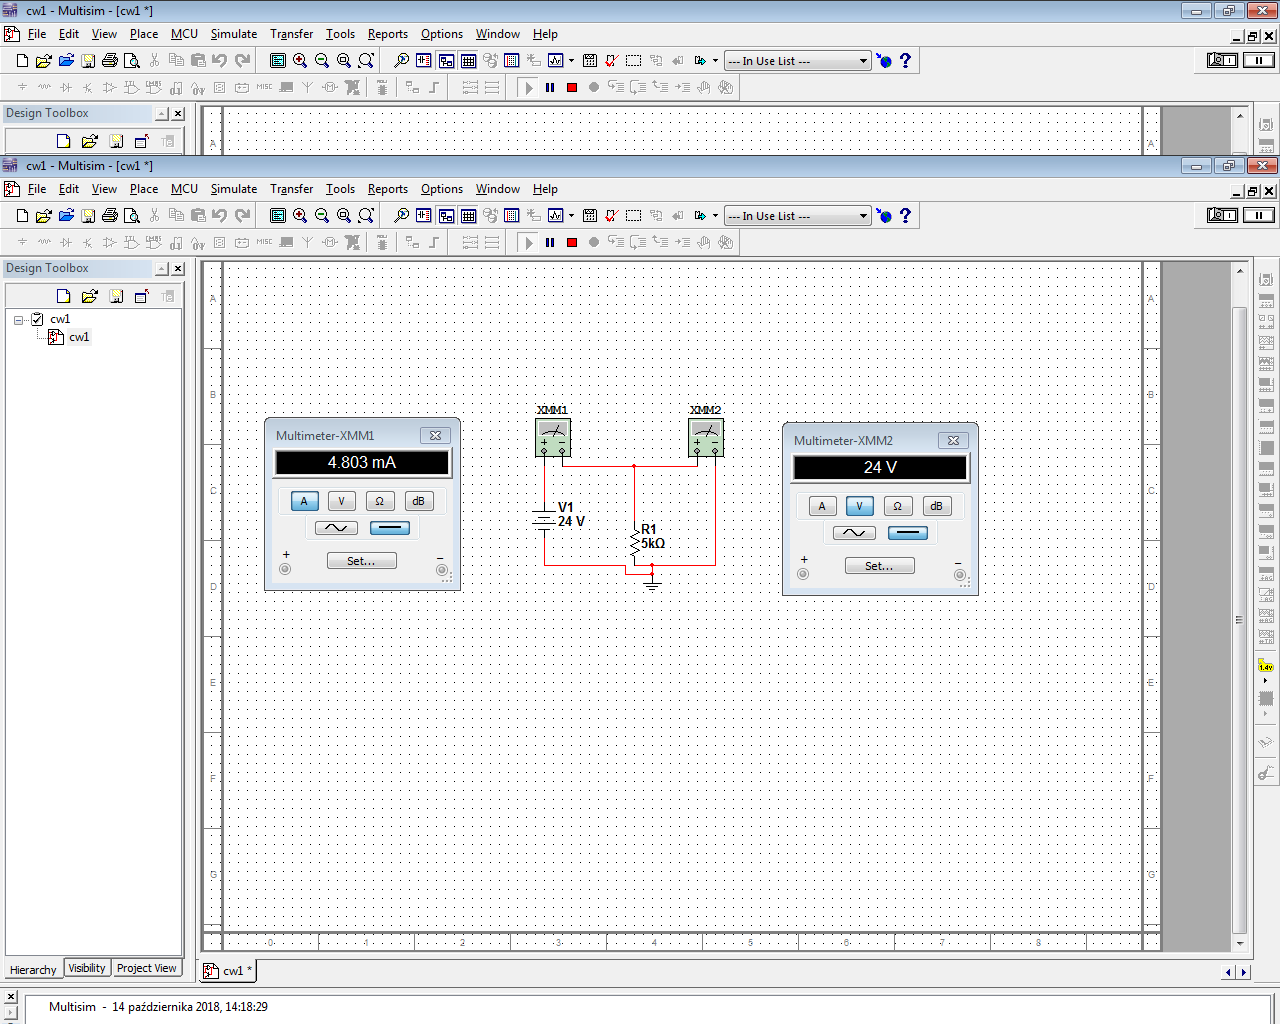 cw1 - Multisim - [cw1 *]
File Edit View Place MCU Simulate Transfer Tools Reports Options Window Help
--- In Use List ---
MISC
Design Toolbox
A A
cw1 - Multisim - [cw1 *]
File Edit View Place MCU Simulate Transfer Tools Reports Options Window Help
--- In Use List ---
MISC
Design Toolbox
cw1
cw1
A A
B B
C C
D D
E E
F F
G G
XMM1
XMM2
Multimeter-XMM1
4.803 mA
A V Ω dB
+ −
Set...
V1
24 V
R1
5kΩ
Multimeter-XMM2
24 V
A V Ω dB
+ −
Set...
1.4v
0 1 2 3 4 5 6 7 8
Hierarchy Visibility Project View
cw1 *
Multisim - 14 października 2018, 14:18:29